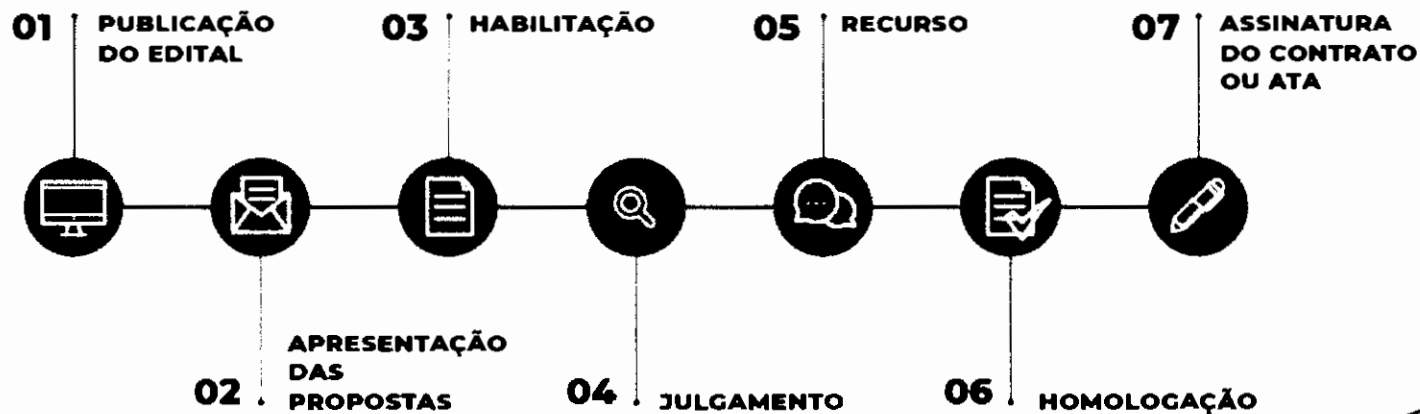 01 PUBLICAÇÃO
DO EDITAL
02 APRESENTAÇÃO
DAS
PROPOSTAS
03 HABILITAÇÃO
04 JULGAMENTO
05 RECURSO
06 HOMOLOGAÇÃO
07 ASSINATURA
DO CONTRATO
OU ATA